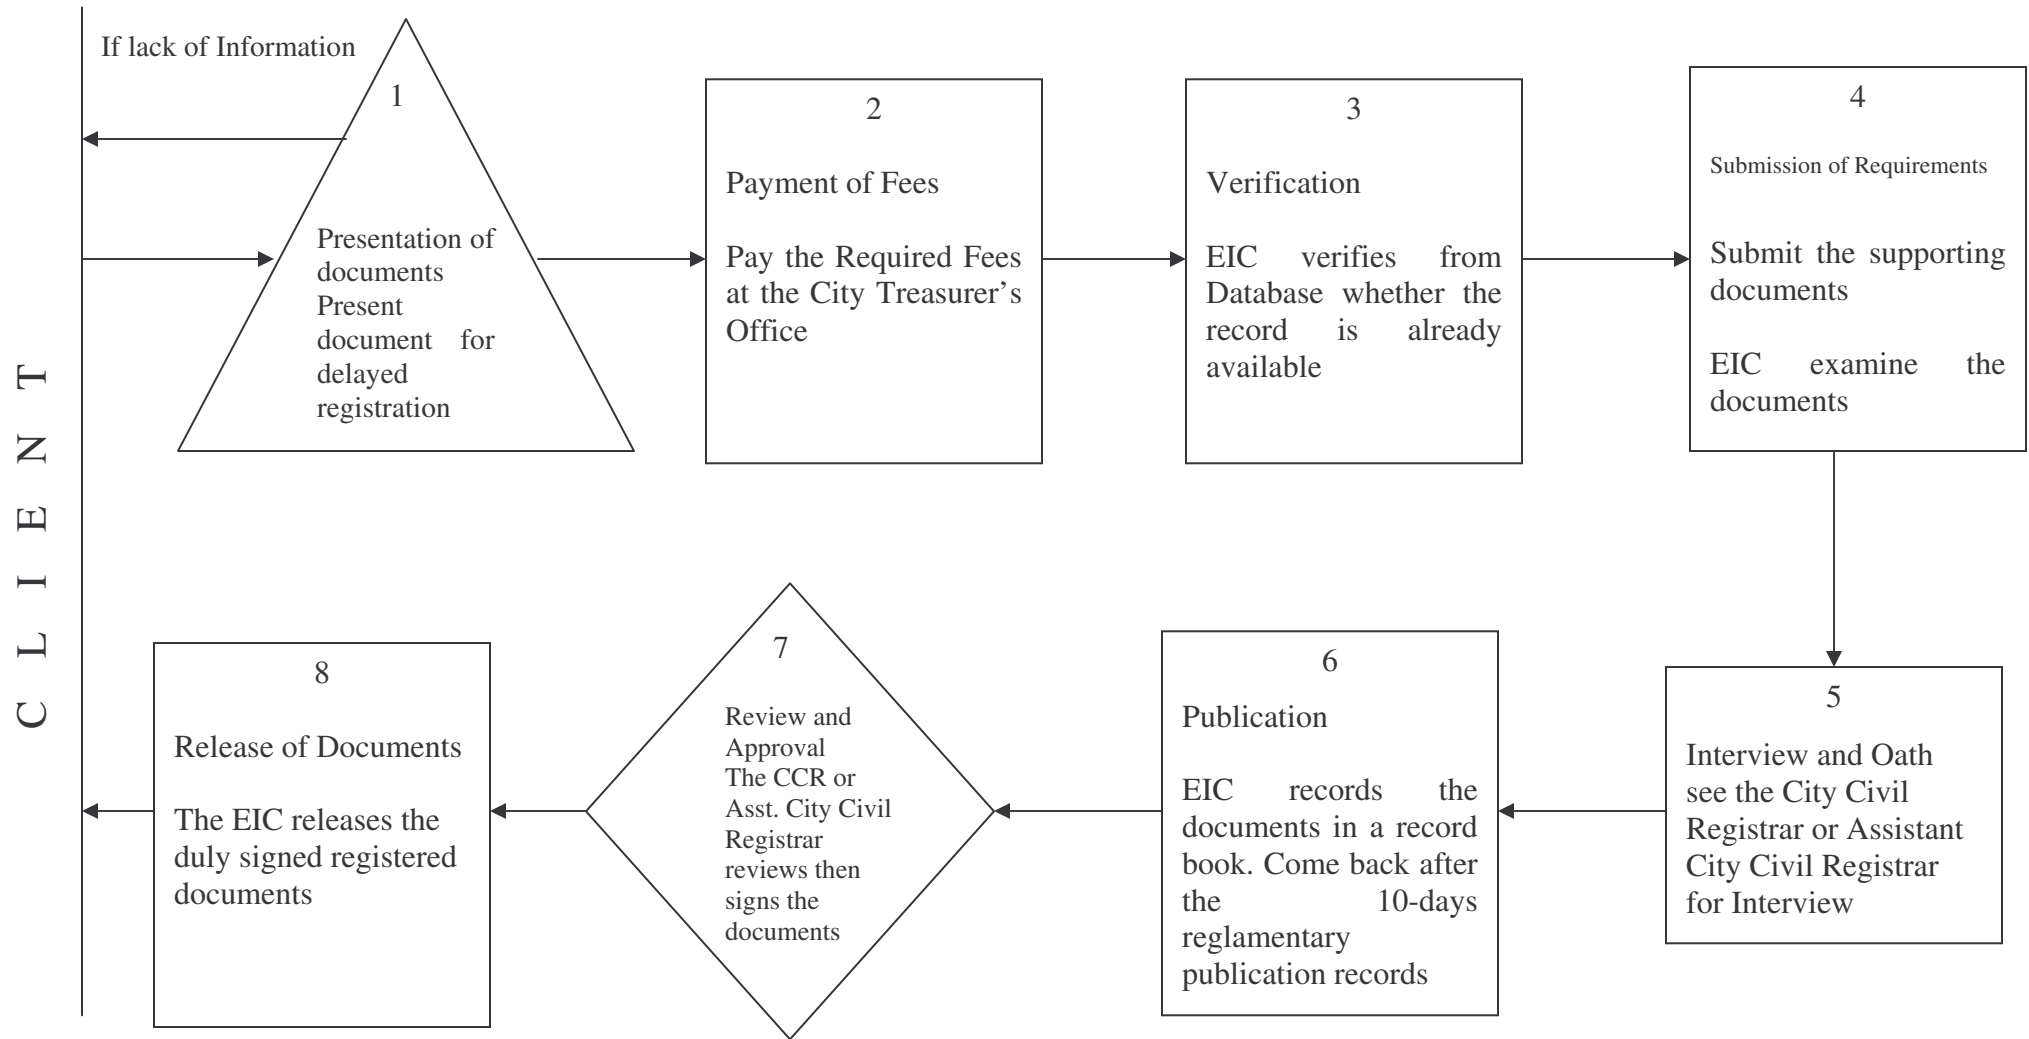 CLIENT
If lack of Information
1
Presentation of
documents
Present
document for
delayed
registration
2
Payment of Fees
Pay the Required Fees
at the City Treasurer’s
Office
3
Verification
EIC verifies from
Database whether the
record is already
available
4
Submission of Requirements
Submit the supporting
documents
EIC examine the
documents
5
Interview and Oath
see the City Civil
Registrar or Assistant
City Civil Registrar
for Interview
6
Publication
EIC records the
documents in a record
book. Come back after
the 10-days
reglamentary
publication records
7
Review and
Approval
The CCR or
Asst. City Civil
Registrar
reviews then
signs the
documents
8
Release of Documents
The EIC releases the
duly signed registered
documents